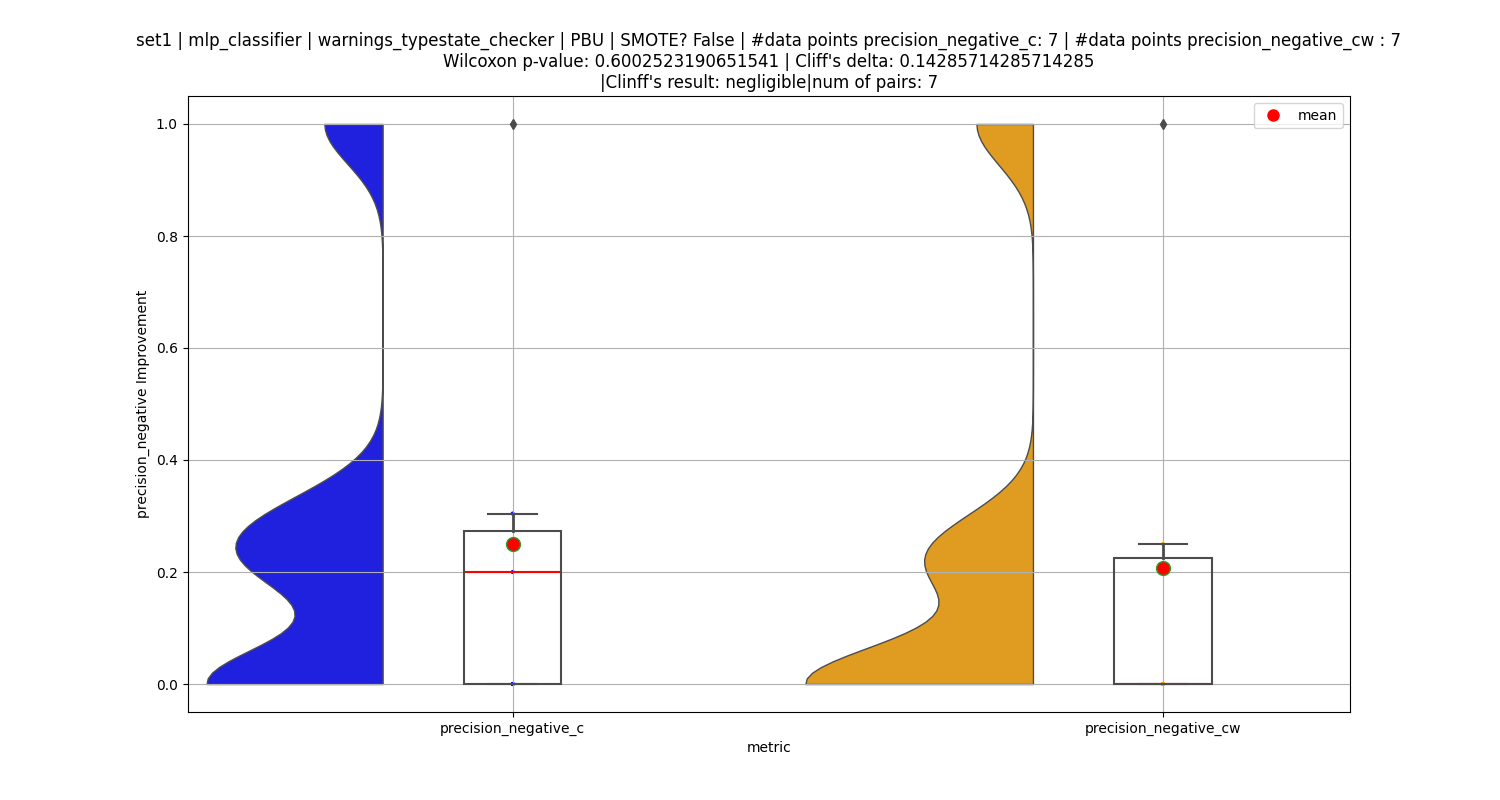 set1 | mlp_classifier | warnings_typestate_checker | PBU | SMOTE? False | #data points precision_negative_c: 7 | #data points precision_negative_cw : 7
Wilcoxon p-value: 0.6002523190651541 | Cliff's delta: 0.14285714285714285
|Clinff's result: negligible|num of pairs: 7
mean
1.0
0.8
0.6
0.4
0.2
0.0
precision_negative Improvement
precision_negative_c
precision_negative_cw
metric